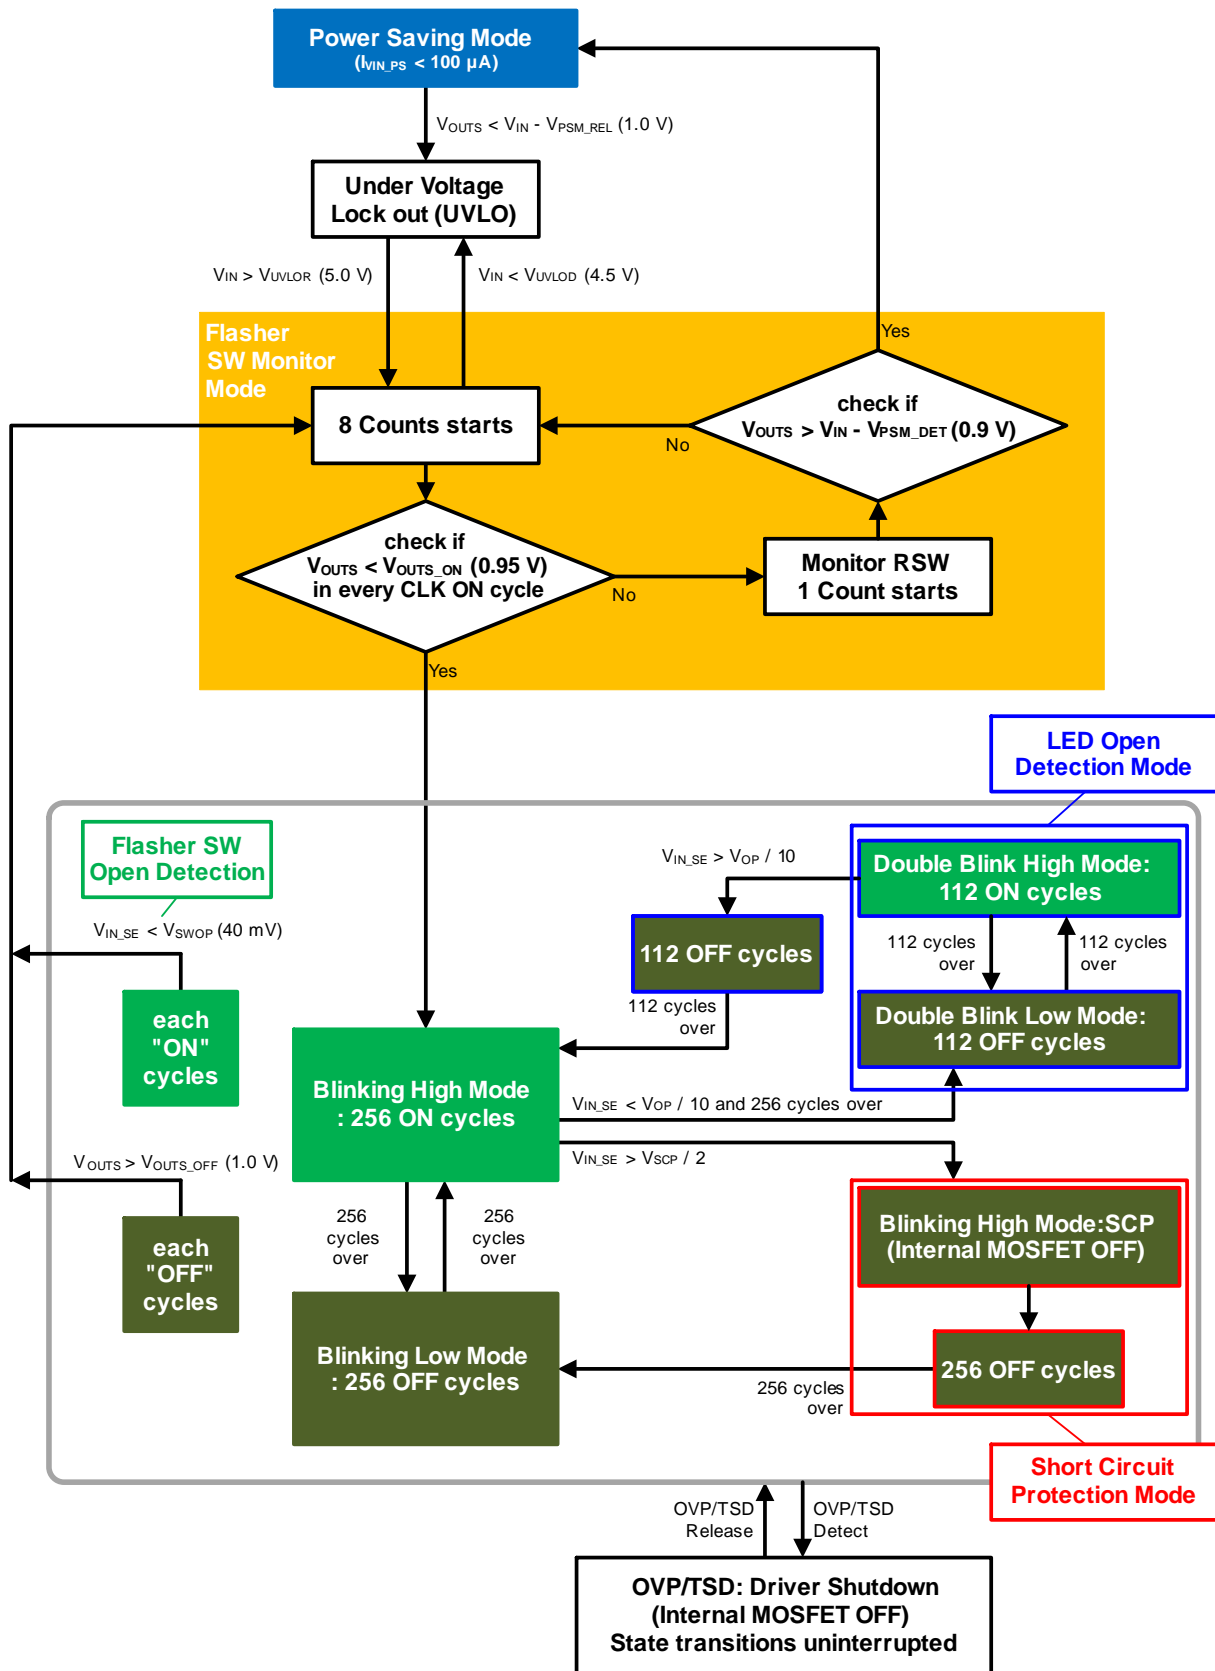 Power Saving Mode
(IVIN_PS < 100 µA)
VOUTS < VIN - VPSM_REL (1.0 V)
Under Voltage
Lock out (UVLO)
VIN > VUVLOR (5.0 V)
VIN < VUVLOD (4.5 V)
Flasher
SW Monitor
Mode
Yes
8 Counts starts
check if
VOUTS > VIN - VPSM_DET (0.9 V)
No
check if
VOUTS < VOUTS_ON (0.95 V)
in every CLK ON cycle
No
Monitor RSW
1 Count starts
Yes
LED Open
Detection Mode
Flasher SW
Open Detection
VIN_SE > VOP / 10
Double Blink High Mode:
112 ON cycles
VIN_SE < VSWOP (40 mV)
112 OFF cycles
112 cycles
over
112 cycles
over
112 cycles
over
Double Blink Low Mode:
112 OFF cycles
each
"ON"
cycles
Blinking High Mode
: 256 ON cycles
VIN_SE < VOP / 10 and 256 cycles over
VIN_SE > VSCP / 2
VOUTS > VOUTS_OFF (1.0 V)
256
cycles
over
256
cycles
over
Blinking High Mode:SCP
(Internal MOSFET OFF)
each
"OFF"
cycles
Blinking Low Mode
: 256 OFF cycles
256 OFF cycles
256 cycles
over
Short Circuit
Protection Mode
OVP/TSD
Release
OVP/TSD
Detect
OVP/TSD: Driver Shutdown
(Internal MOSFET OFF)
State transitions uninterrupted